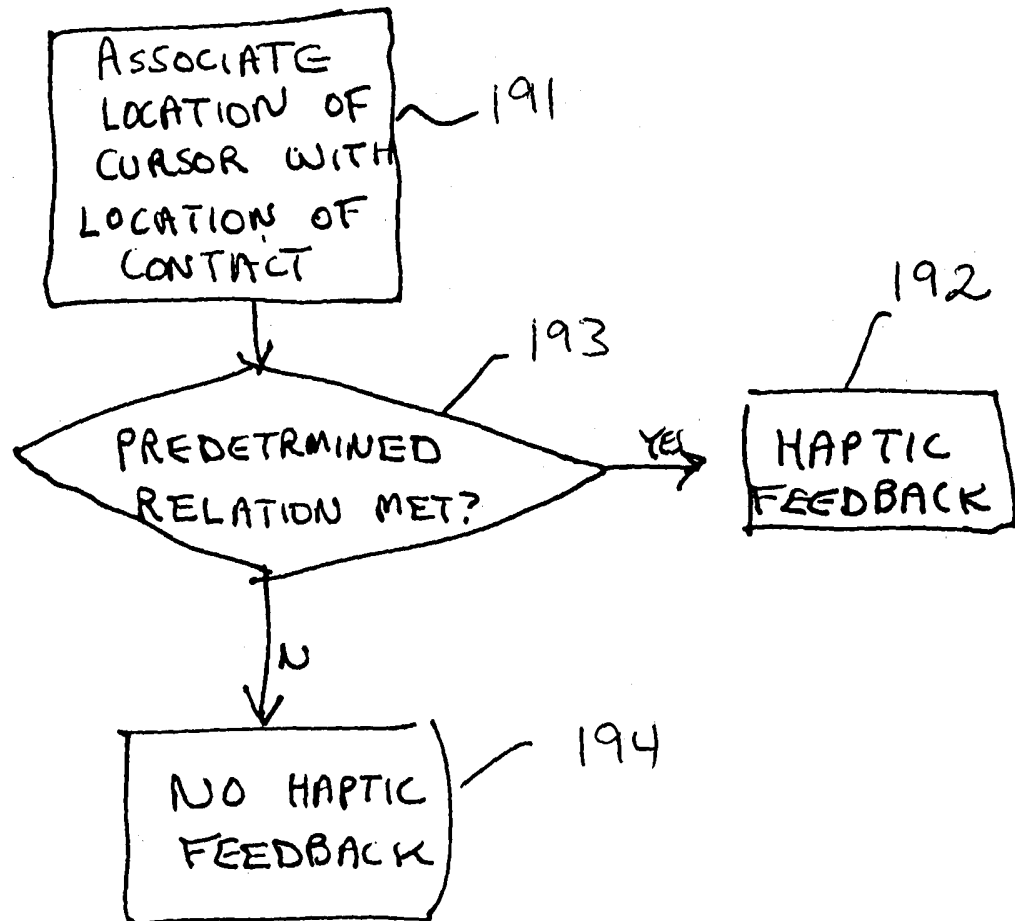 ASSOCIATE
LOCATION OF
CURSOR WITH
LOCATION OF
CONTACT
191
192
193
PREDETRMINED
RELATION MET?
YES
HAPTIC
FEEDBACK
N
194
NO HAPTIC
FEEDBACK